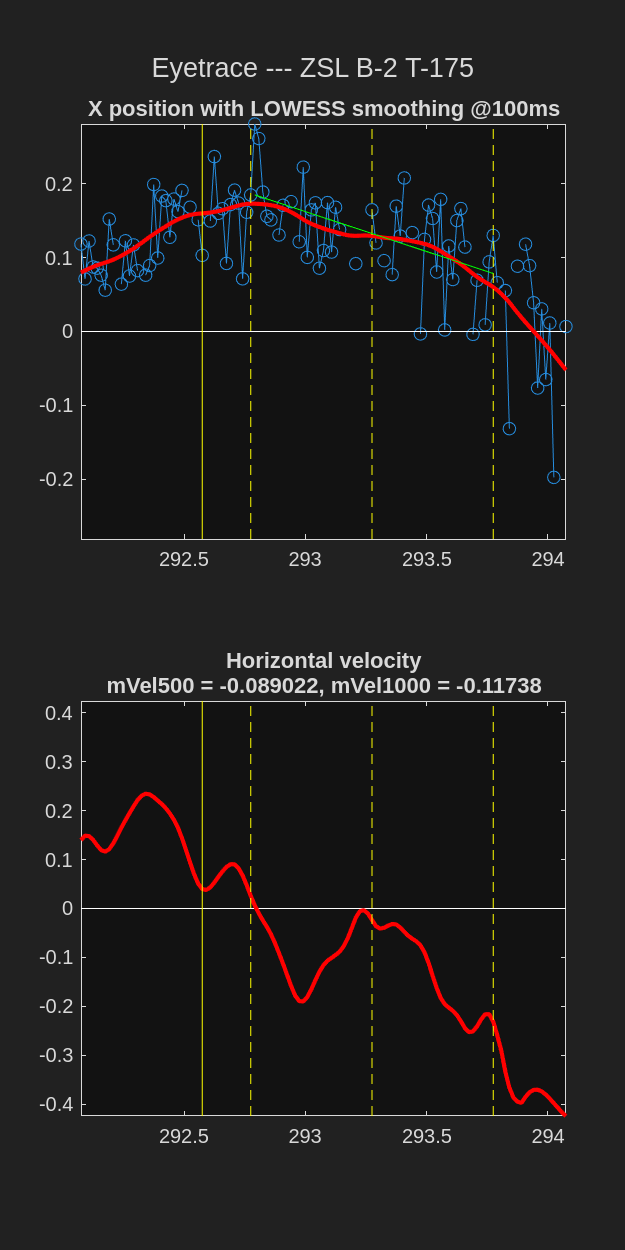 Eyetrace --- ZSL B-2 T-175
X position with LOWESS smoothing @100ms
0.2
0.1
0
-0.1
-0.2
292.5 293 293.5 294
Horizontal velocity
mVel500 = -0.089022, mVel1000 = -0.11738
0.4
0.3
0.2
0.1
0
-0.1
-0.2
-0.3
-0.4
292.5 293 293.5 294